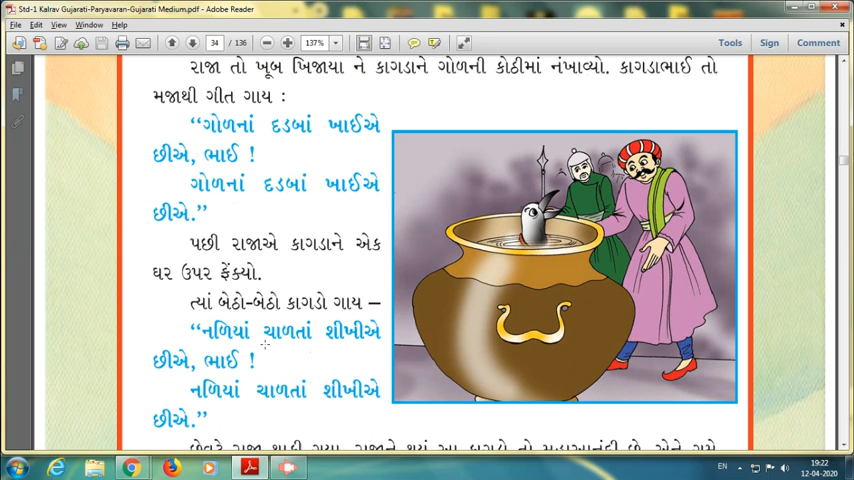 Std-1 Kalrav Gujarati-Paryavaran-Gujarati Medium.pdf - Adobe Reader
File Edit View Window Help
34 / 136 137% Tools Sign Comment
રાજા તો ખૂબ ખિજાયા ને કાગડાને ગોળની કોઠીમાં નંખાવ્યો. કાગડાભાઈ તો
મજાથી ગીત ગાય :
“ગોળનાં દડબાં ખાઈએ
છીએ, ભાઈ !
ગોળનાં દડબાં ખાઈએ
છીએ.”
પછી રાજાએ કાગડાને એક
ઘર ઉપર ફેંક્યો.
ત્યાં બેઠો-બેઠો કાગડો ગાય –
“નળિયાં ચાળતાં શીખીએ
છીએ, ભાઈ !
નળિયાં ચાળતાં શીખીએ
છીએ.”
EN 19:22
12-04-2020